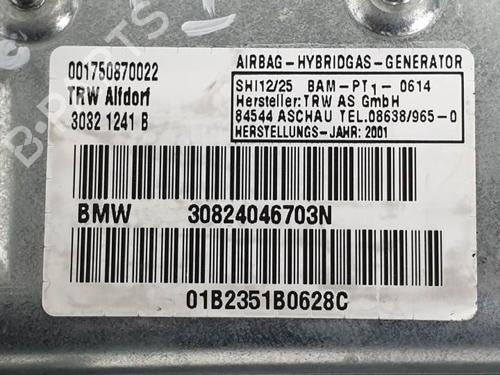 001750870022
TRW Alfdorf
3032 1241 B
AIRBAG-HYBRIDGAS-GENERATOR
SHI12/25 BAM-PT1-0614
Hersteller:TRW AS GmbH
84544 ASCHAU TEL.08638/965-0
HERSTELLUNGS-JAHR:2001
BMW 30824046703N
01B2351B0628C